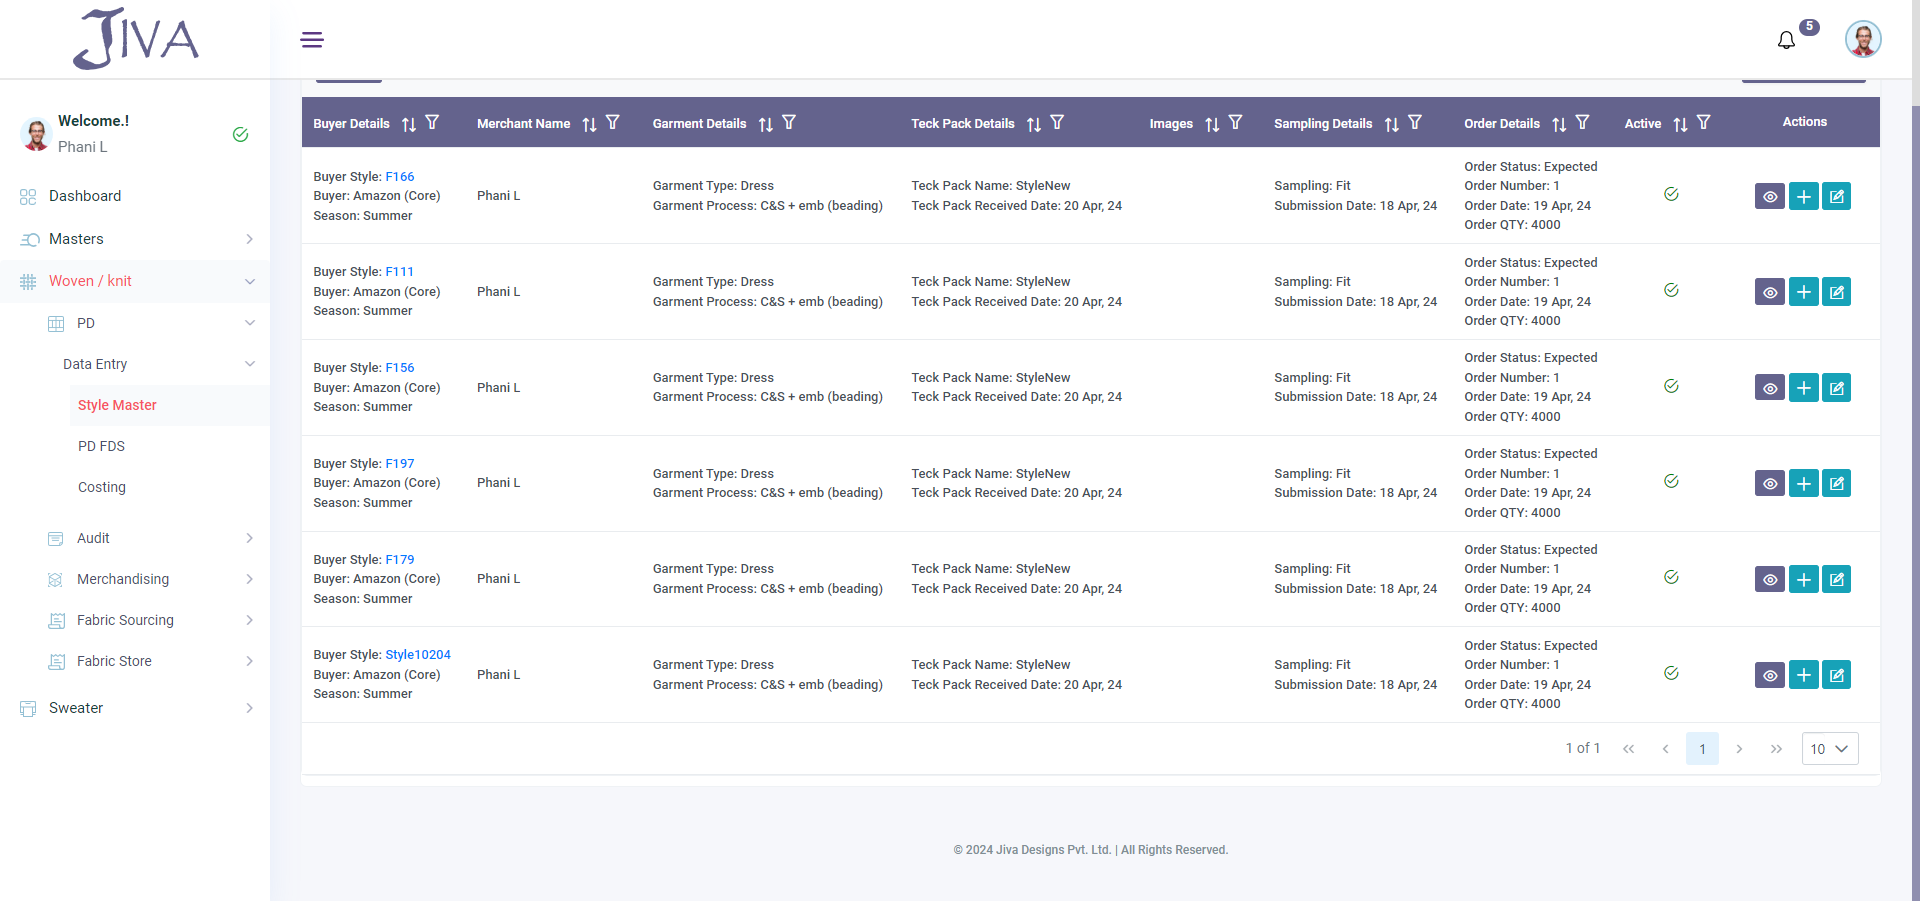 JIVA
5
Welcome.!
Phani L
Dashboard
Masters
Woven / knit
PD
Data Entry
Style Master
PD FDS
Costing
Audit
Merchandising
Fabric Sourcing
Fabric Store
Sweater
Buyer Details Merchant Name Garment Details Teck Pack Details Images Sampling Details Order Details Active Actions
Buyer Style: F166
Buyer: Amazon (Core)
Season: Summer
Phani L
Garment Type: Dress
Garment Process: C&S + emb (beading)
Teck Pack Name: StyleNew
Teck Pack Received Date: 20 Apr, 24
Sampling: Fit
Submission Date: 18 Apr, 24
Order Status: Expected
Order Number: 1
Order Date: 19 Apr, 24
Order QTY: 4000
Buyer Style: F111
Buyer: Amazon (Core)
Season: Summer
Phani L
Garment Type: Dress
Garment Process: C&S + emb (beading)
Teck Pack Name: StyleNew
Teck Pack Received Date: 20 Apr, 24
Sampling: Fit
Submission Date: 18 Apr, 24
Order Status: Expected
Order Number: 1
Order Date: 19 Apr, 24
Order QTY: 4000
Buyer Style: F156
Buyer: Amazon (Core)
Season: Summer
Phani L
Garment Type: Dress
Garment Process: C&S + emb (beading)
Teck Pack Name: StyleNew
Teck Pack Received Date: 20 Apr, 24
Sampling: Fit
Submission Date: 18 Apr, 24
Order Status: Expected
Order Number: 1
Order Date: 19 Apr, 24
Order QTY: 4000
Buyer Style: F197
Buyer: Amazon (Core)
Season: Summer
Phani L
Garment Type: Dress
Garment Process: C&S + emb (beading)
Teck Pack Name: StyleNew
Teck Pack Received Date: 20 Apr, 24
Sampling: Fit
Submission Date: 18 Apr, 24
Order Status: Expected
Order Number: 1
Order Date: 19 Apr, 24
Order QTY: 4000
Buyer Style: F179
Buyer: Amazon (Core)
Season: Summer
Phani L
Garment Type: Dress
Garment Process: C&S + emb (beading)
Teck Pack Name: StyleNew
Teck Pack Received Date: 20 Apr, 24
Sampling: Fit
Submission Date: 18 Apr, 24
Order Status: Expected
Order Number: 1
Order Date: 19 Apr, 24
Order QTY: 4000
Buyer Style: Style10204
Buyer: Amazon (Core)
Season: Summer
Phani L
Garment Type: Dress
Garment Process: C&S + emb (beading)
Teck Pack Name: StyleNew
Teck Pack Received Date: 20 Apr, 24
Sampling: Fit
Submission Date: 18 Apr, 24
Order Status: Expected
Order Number: 1
Order Date: 19 Apr, 24
Order QTY: 4000
1 of 1 1 10
© 2024 Jiva Designs Pvt. Ltd. | All Rights Reserved.